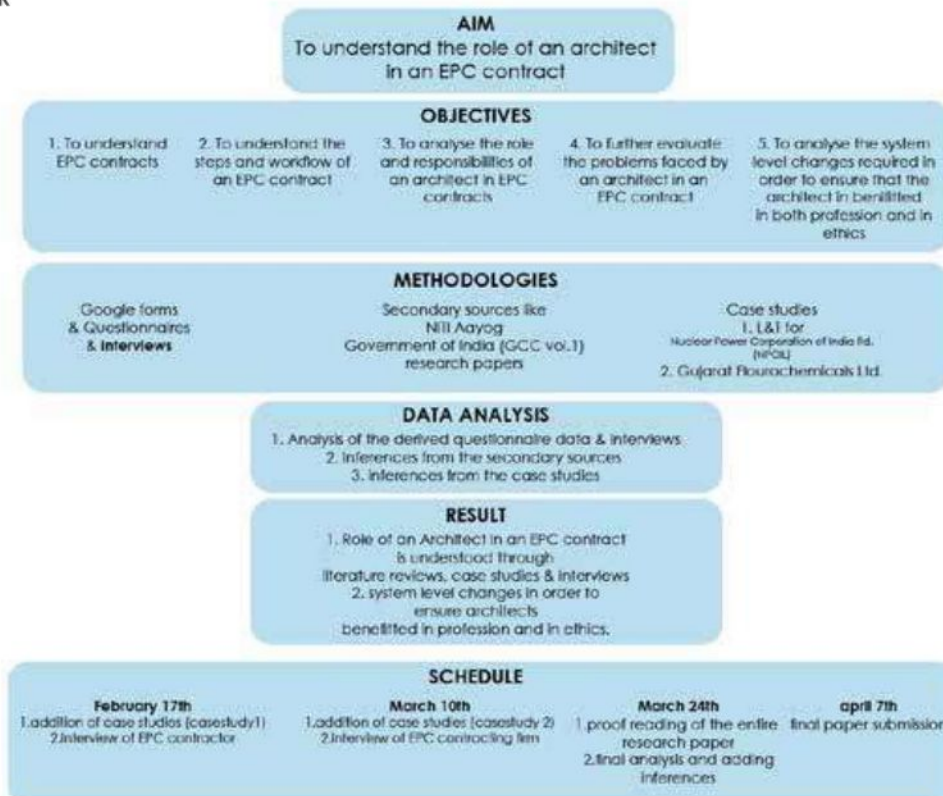 R
AIM
To understand the role of an architect
in an EPC contract
OBJECTIVES
1. To understand
EPC contracts
2. To understand the
steps and workflow of
an EPC contract
3. To analyse the role
and responsibilities of
an architect in EPC
contracts
4. To further evaluate
the problems faced by
an architect in an
EPC contract
5. To analyse the system
level changes required in
order to ensure that the
architect in benifitted
in both profession and in
ethics
METHODOLOGIES
Google forms
& Questionnaires
& Interviews
Secondary sources like
Niti Aayog
Government of India (GCC vol.1)
research papers
Case studies
1. L&T for
Nuclear Power Corporation of India ltd.
(NPCIL)
2. Gujarat Flourochemicals Ltd.
DATA ANALYSIS
1. Analysis of the derived questionnaire data & interviews
2. Inferences from the secondary sources
3. inferences from the case studies
RESULT
1. Role of an Architect in an EPC contract
is understood through
literature reviews, case studies & interviews
2. system level changes in order to
ensure architects
benefitted in profession and in ethics.
SCHEDULE
February 17th
1.addition of case studies (casestudy1)
2.interview of EPC contractor
March 10th
1.addition of case studies (casestudy 2)
2.interview of EPC contracting firm
March 24th
1.proof reading of the entire
research paper
2.final analysis and adding
inferences
april 7th
final paper submission